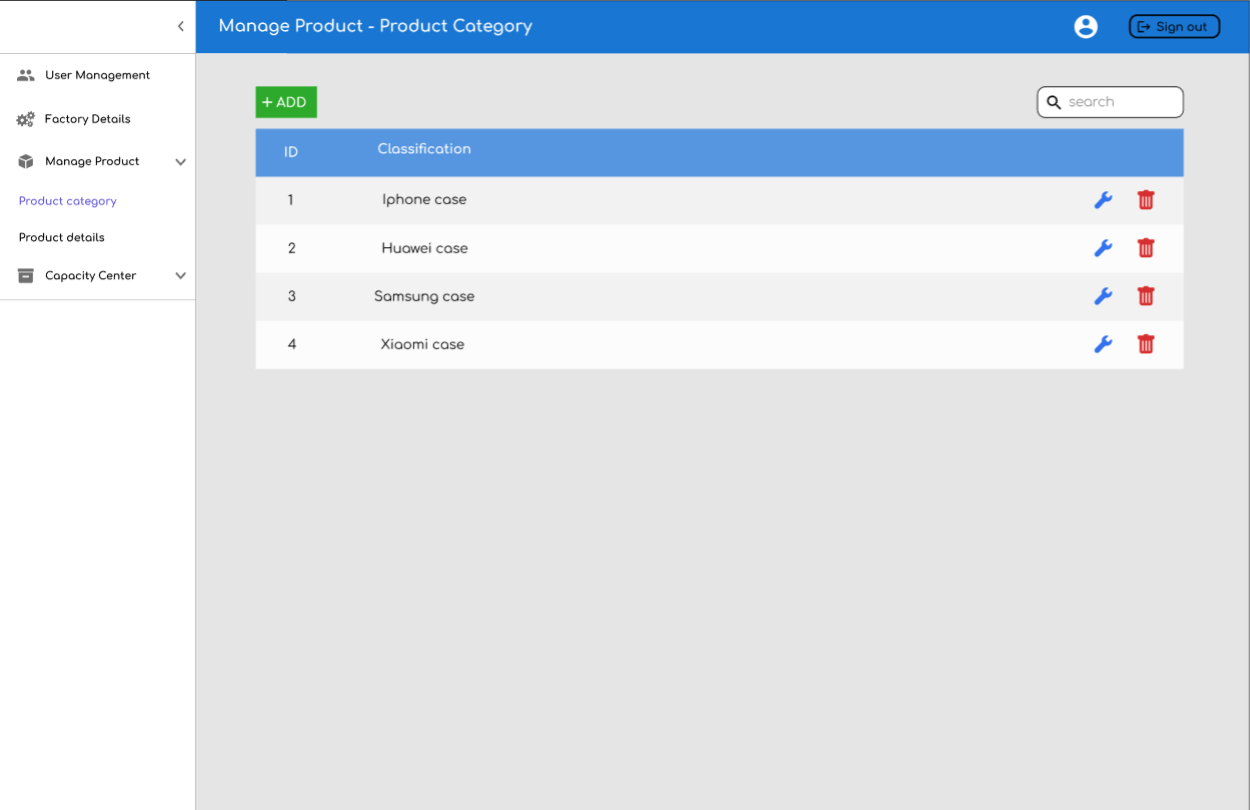 Manage Product - Product Category
Sign out
User Management
Factory Details
Manage Product
Product category
Product details
Capacity Center
+ ADD
search
ID Classification
1 Iphone case
2 Huawei case
3 Samsung case
4 Xiaomi case